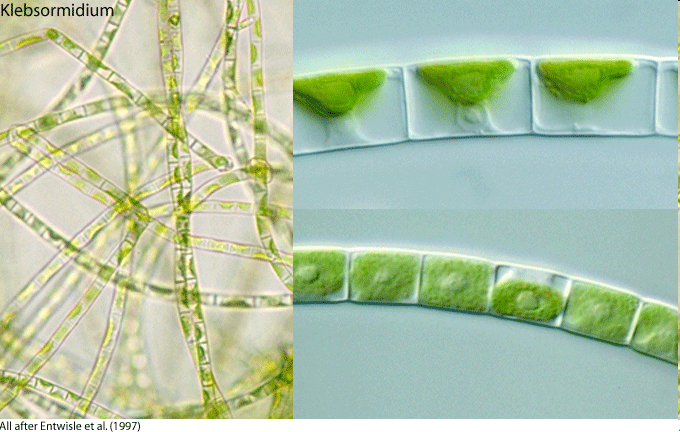 Klebsormidium
All after Entwisle et al. (1997)